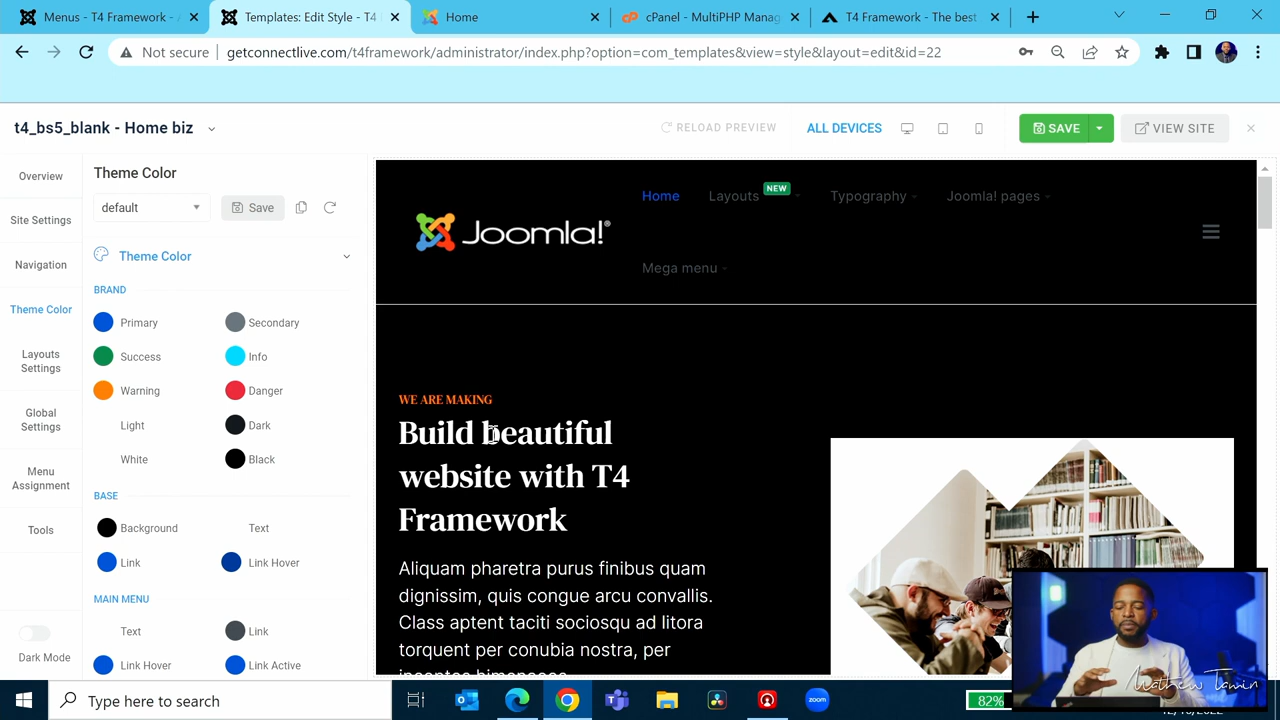 Menus - T4 Framework -
Templates: Edit Style - T4
Home
cPanel - MultiPHP Manag
T4 Framework - The best
Not secure
getconnectlive.com/t4framework/administrator/index.php?option=com_templates&view=style&layout=edit&id=22
t4_bs5_blank - Home biz
RELOAD PREVIEW
ALL DEVICES
SAVE
VIEW SITE
Overview
Site Settings
Navigation
Theme Color
Layouts
Settings
Global
Settings
Menu
Assignment
Tools
Dark Mode
Theme Color
default
Save
Theme Color
BRAND
Primary
Secondary
Success
Info
Warning
Danger
Light
Dark
White
Black
BASE
Background
Text
Link
Link Hover
MAIN MENU
Text
Link
Link Hover
Link Active
Joomla!®
Home
Layouts
NEW
Typography
Joomla! pages
Mega menu
WE ARE MAKING
Build beautiful
website with T4
Framework
Aliquam pharetra purus finibus quam
dignissim, quis congue arcu convallis.
Class aptent taciti sociosqu ad litora
torquent per conubia nostra, per
inceptos himenaeos.
Mathew Tamin
Type here to search
zoom
82%